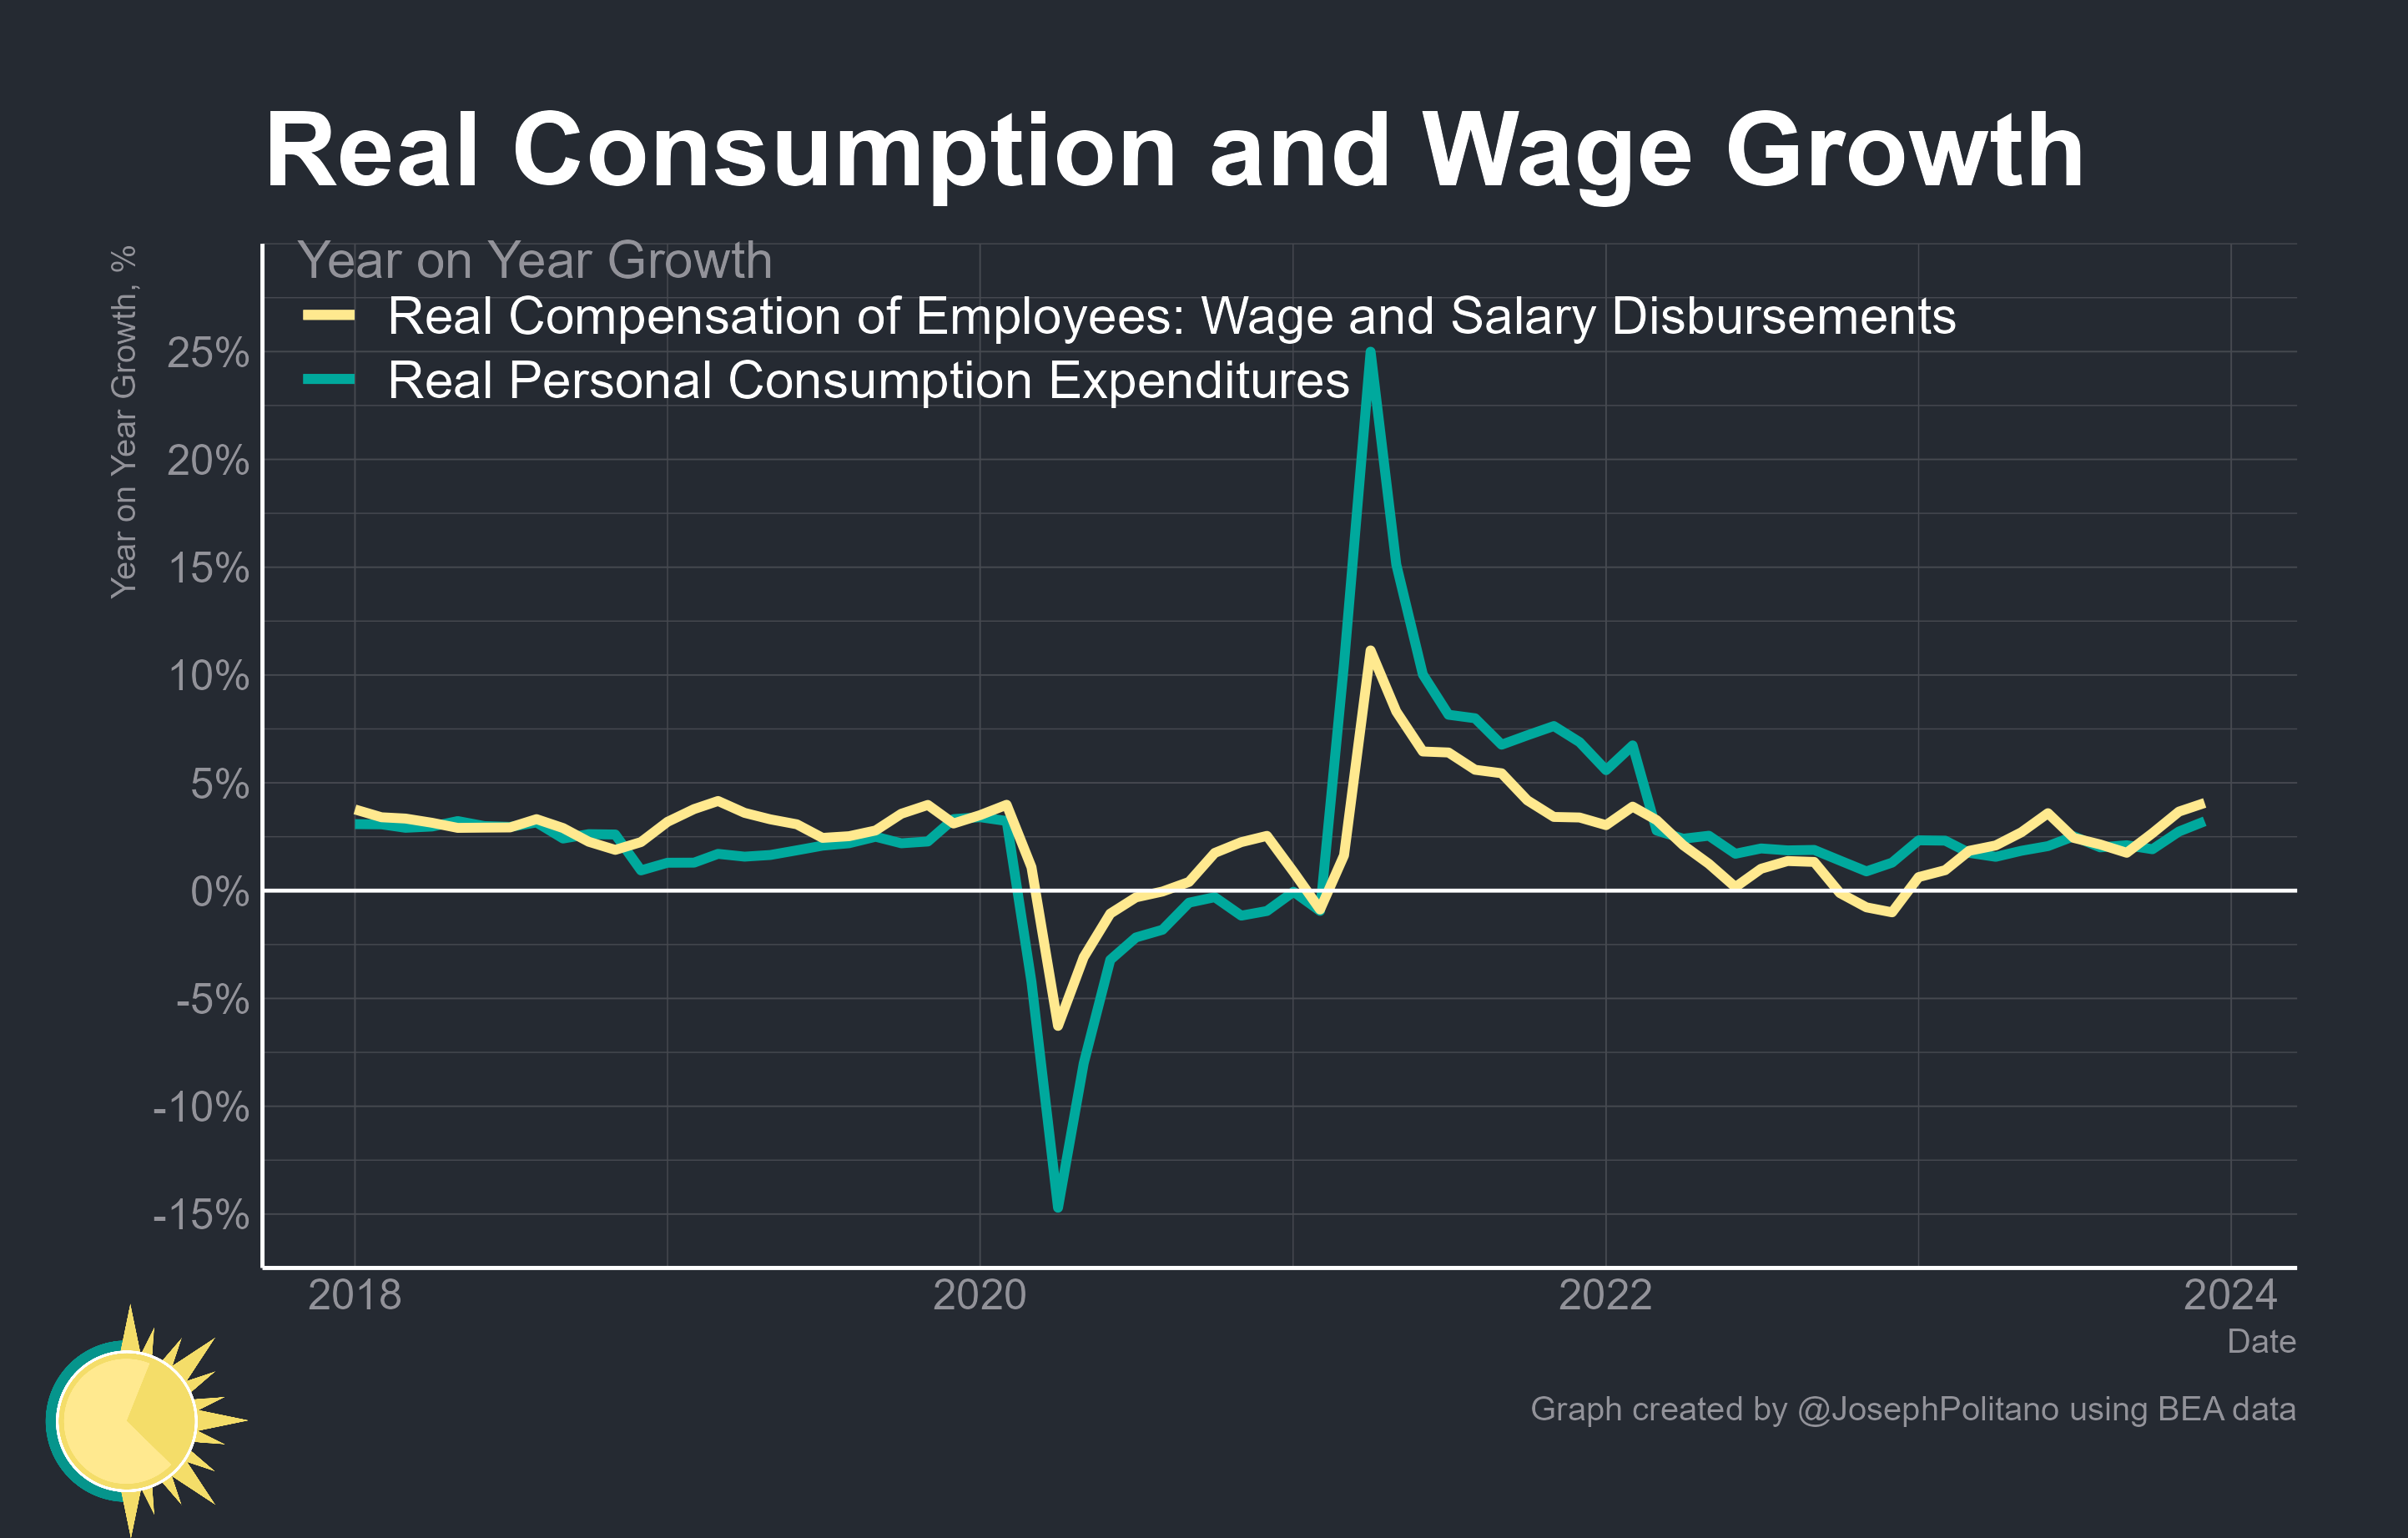 Real Consumption and Wage Growth
Year on Year Growth, %
Year on Year Growth
Real Compensation of Employees: Wage and Salary Disbursements
Real Personal Consumption Expenditures
25%
20%
15%
10%
5%
0%
-5%
-10%
-15%
2018 2020 2022 2024
Date
Graph created by @JosephPolitano using BEA data